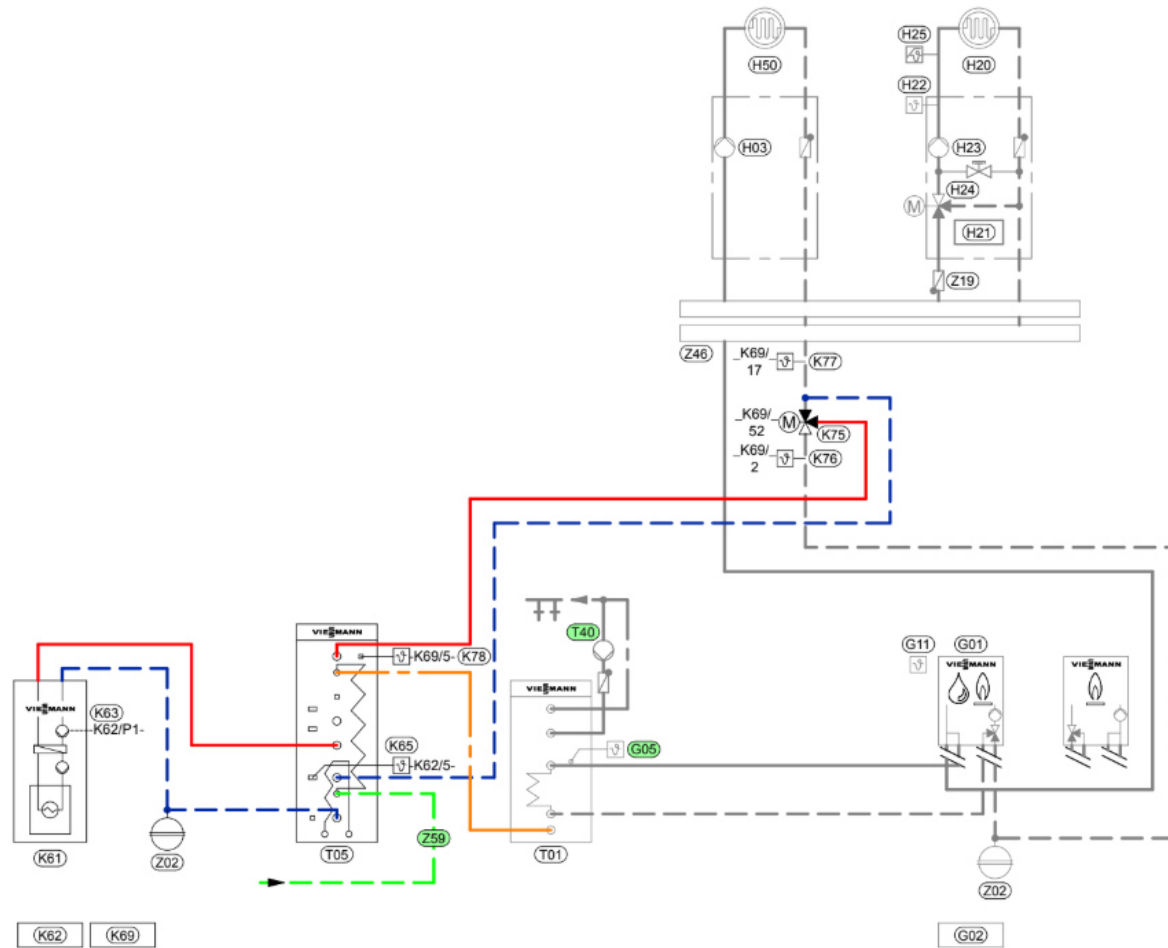 H25
H50
H20
H22
H03
H23
H24
M
H21
Z19
Z46
_K69/_
17
K77
_K69/_
52
M
K75
_K69/_
2
K76
VIESMANN
T40
G11
G01
-K69/5-
K78
VIESMANN
VIESMANN
VIESMANN
VIESMANN
K63
K62/P1-
K65
-K62/5-
G05
Z59
K61
Z02
T05
T01
Z02
K62
K69
G02